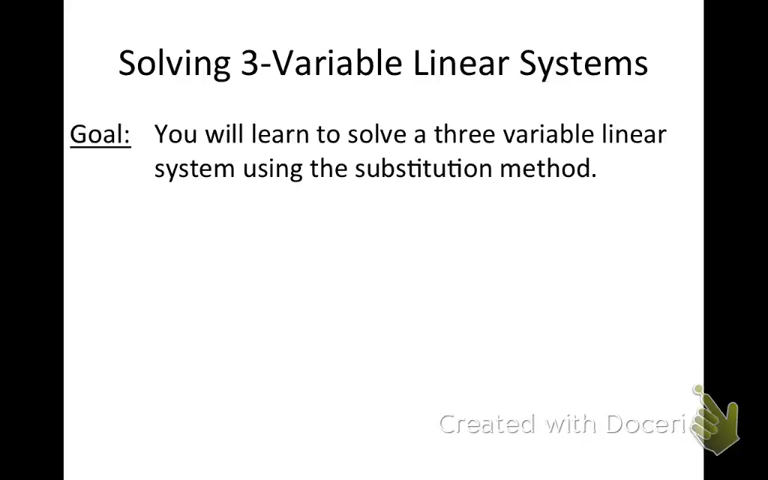 Solving 3-Variable Linear Systems
Goal: You will learn to solve a three variable linear
system using the substitution method.
Created with Doceri